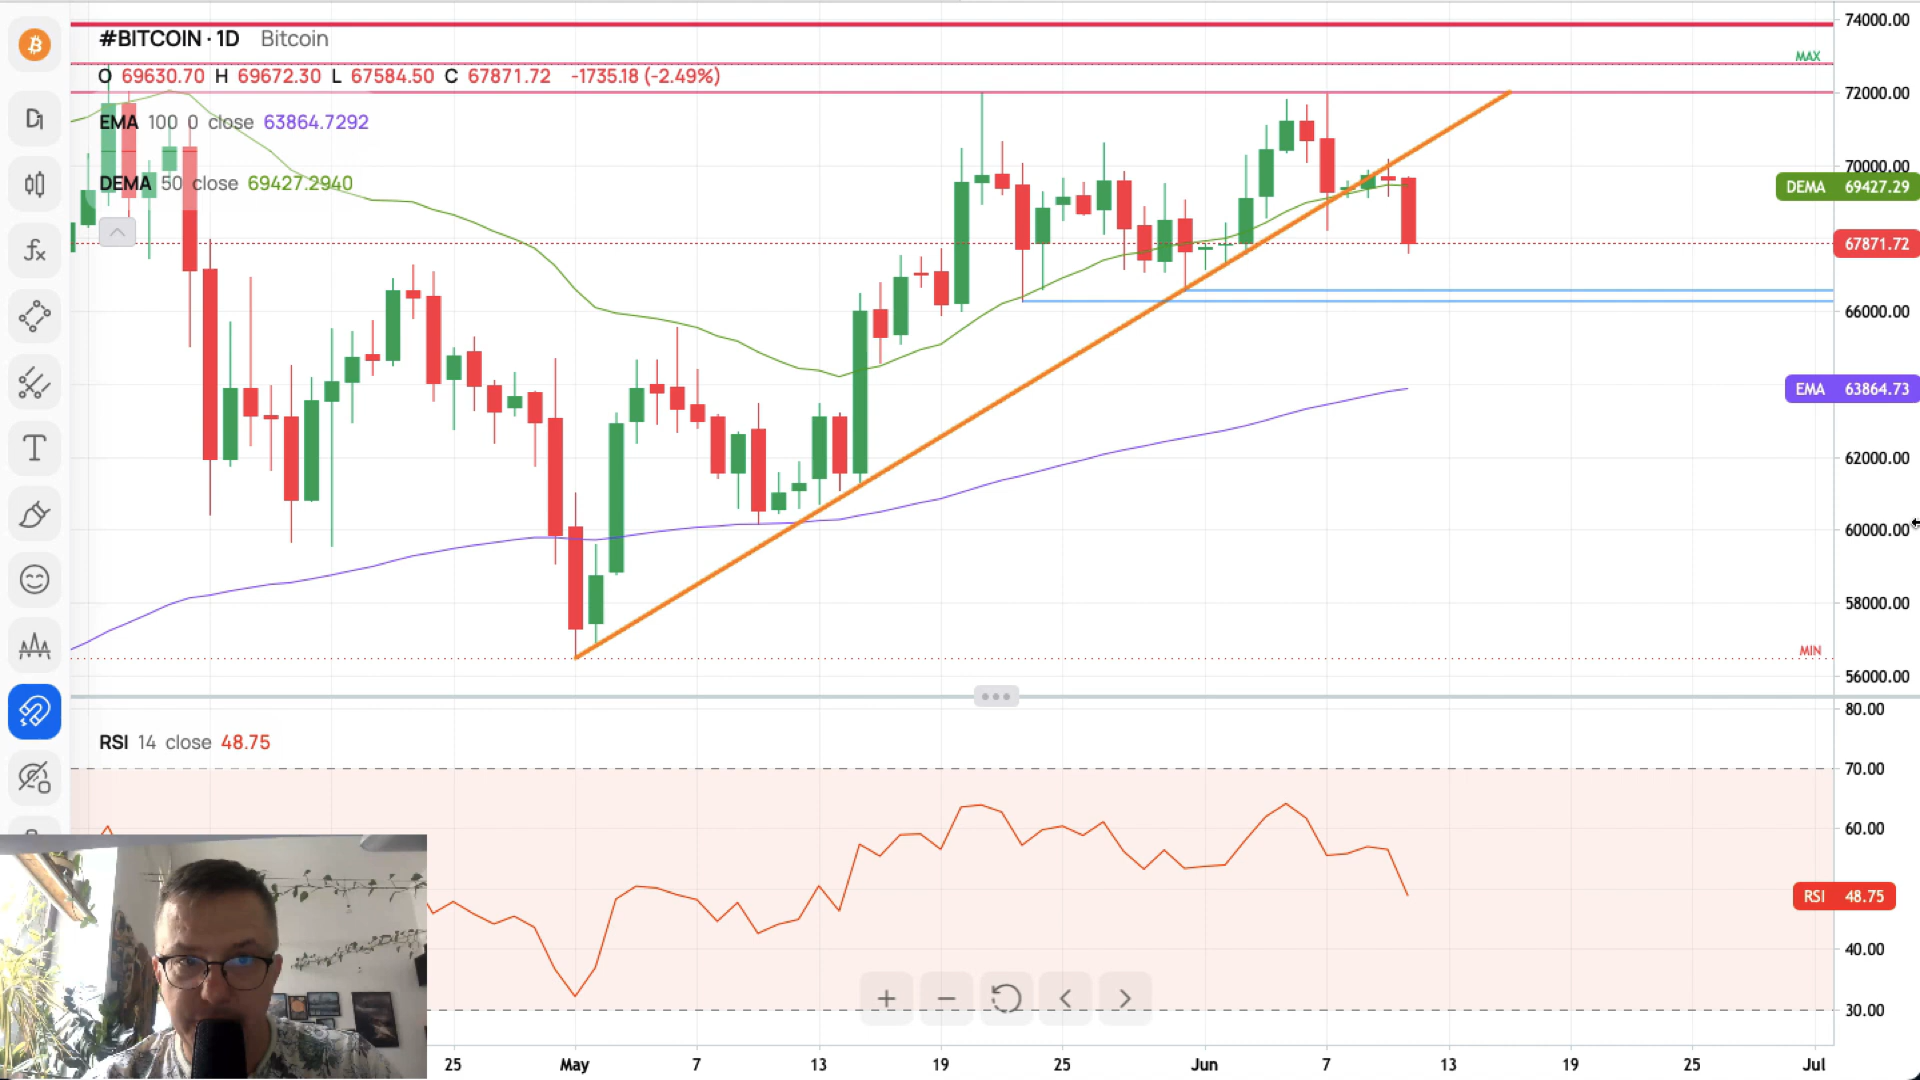 74000.00
#BITCOIN · 1D Bitcoin
MAX
O 69630.70 H 69672.30 L 67584.50 C 67871.72 -1735.18 (-2.49%)
72000.00
EMA 100 0 close 63864.7292
70000.00
DEMA 50 close 69427.2940
DEMA 69427.29
67871.72
66000.00
EMA 63864.73
62000.00
60000.00
58000.00
MIN
56000.00
80.00
RSI 14 close 48.75
70.00
60.00
RSI 48.75
40.00
30.00
25 May 7 13 19 25 Jun 7 13 19 25 Jul